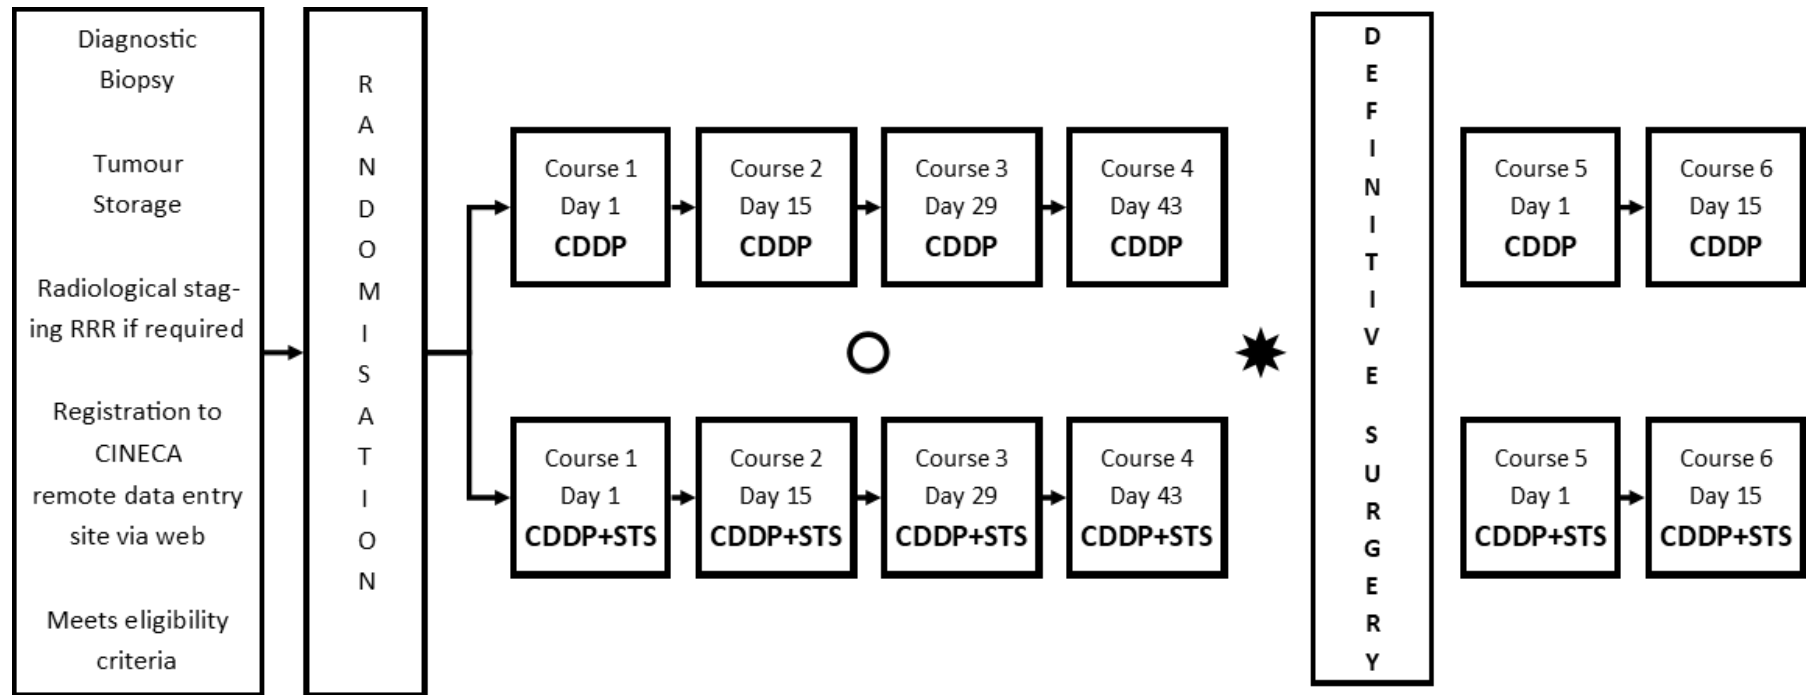 Diagnostic
Biopsy
Tumour
Storage
Radiological stag-
ing RRR if required
Registration to
CINECA
remote data entry
site via web
Meets eligibility
criteria
RANDOMISATION
Course 1
Day 1
CDDP
Course 2
Day 15
CDDP
Course 3
Day 29
CDDP
Course 4
Day 43
CDDP
Course 1
Day 1
CDDP+STS
Course 2
Day 15
CDDP+STS
Course 3
Day 29
CDDP+STS
Course 4
Day 43
CDDP+STS
DEFINITIVE SURGERY
Course 5
Day 1
CDDP
Course 6
Day 15
CDDP
Course 5
Day 1
CDDP+STS
Course 6
Day 15
CDDP+STS